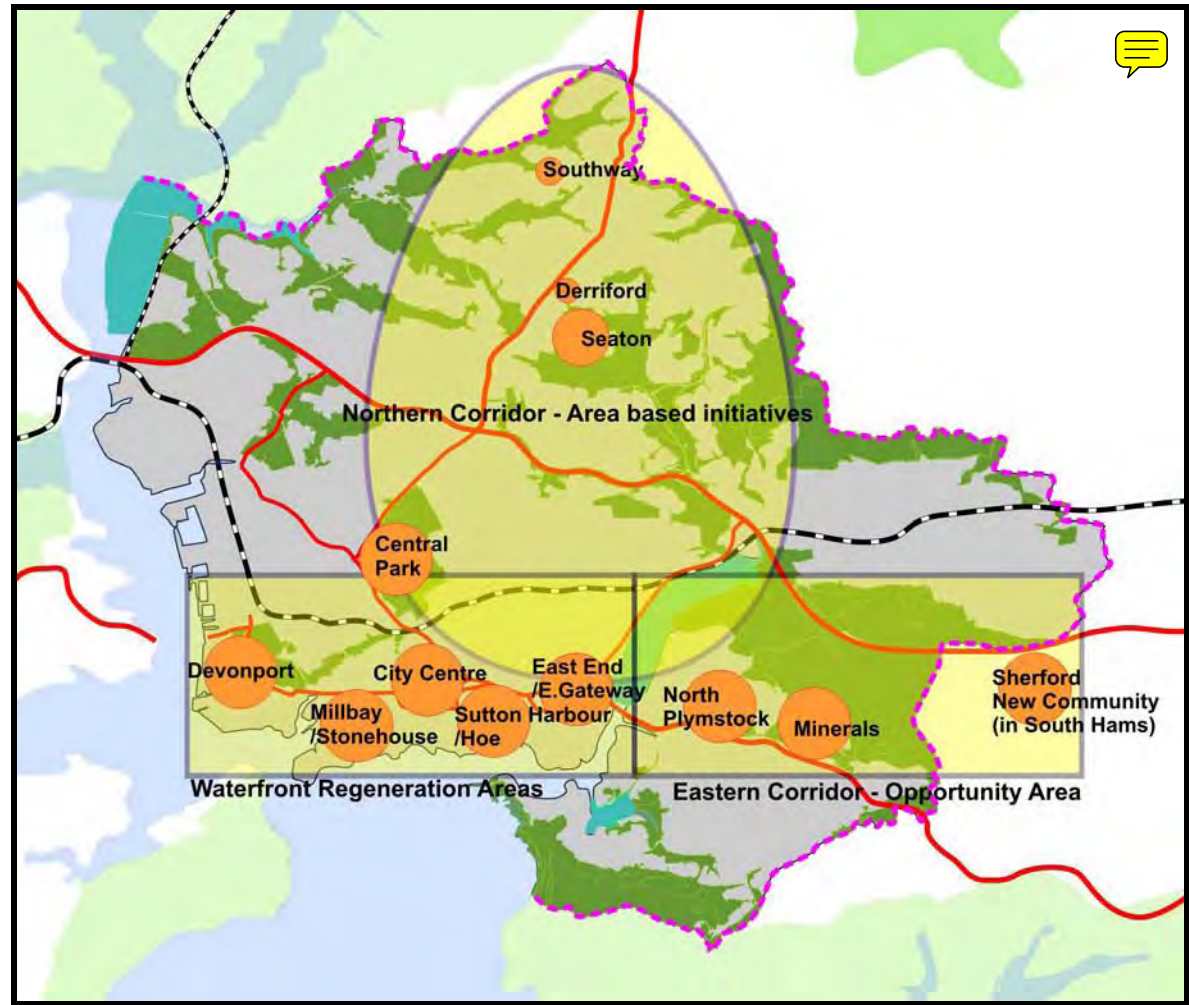 Southway
Derriford
Seaton
Northern Corridor - Area based initiatives
Central
Park
Devonport
City Centre
East End
/E.Gateway
Millbay
/Stonehouse
Sutton Harbour
/Hoe
North
Plymstock
Minerals
Sherford
New Community
(in South Hams)
Waterfront Regeneration Areas
Eastern Corridor - Opportunity Area